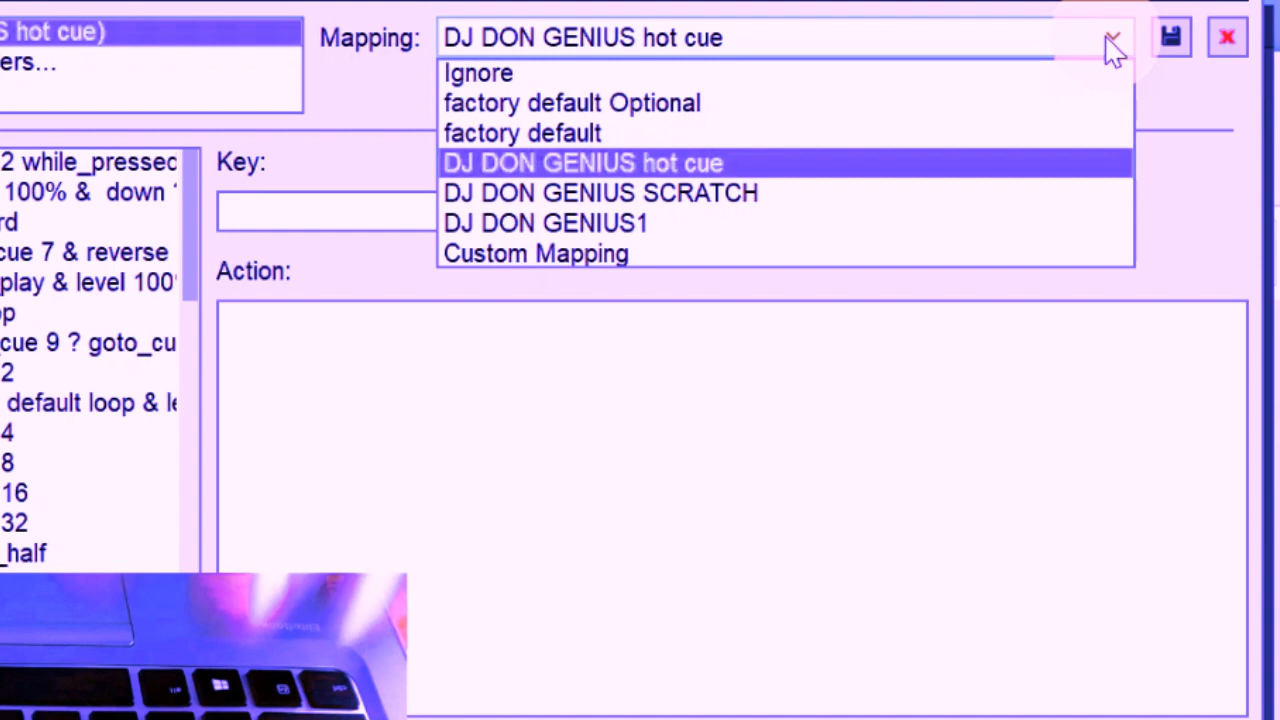 S hot cue)
ers...
Mapping:
DJ DON GENIUS hot cue
Ignore
factory default Optional
factory default
DJ DON GENIUS hot cue
DJ DON GENIUS SCRATCH
DJ DON GENIUS1
Custom Mapping
2 while_pressed
100% & down
rd
cue 7 & reverse
play & level 100
op
cue 9 ? goto_cu
2
default loop & le
4
8
16
32
_half
Key:
Action: